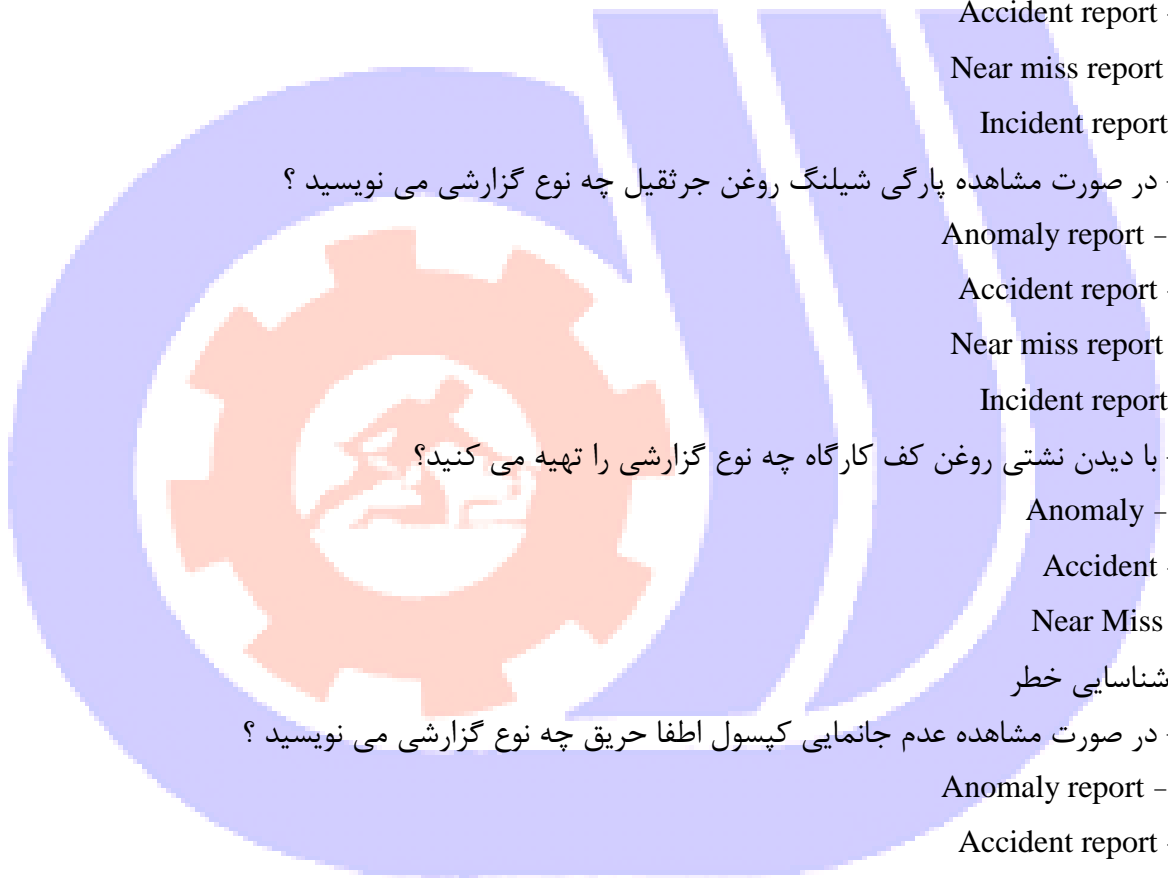 Accident report -
Near miss report
Incident report
- در صورت مشاهده پارگی شیلنگ روغن جرثقیل چه نوع گزارشی می نویسید ؟
Anomaly report –
Accident report -
Near miss report
Incident report
- با دیدن نشتی روغن کف کارگاه چه نوع گزارشی را تهیه می کنید؟
Anomaly –
Accident -
Near Miss
شناسایی خطر
- در صورت مشاهده عدم جانمایی کپسول اطفا حریق چه نوع گزارشی می نویسید ؟
Anomaly report –
Accident report -